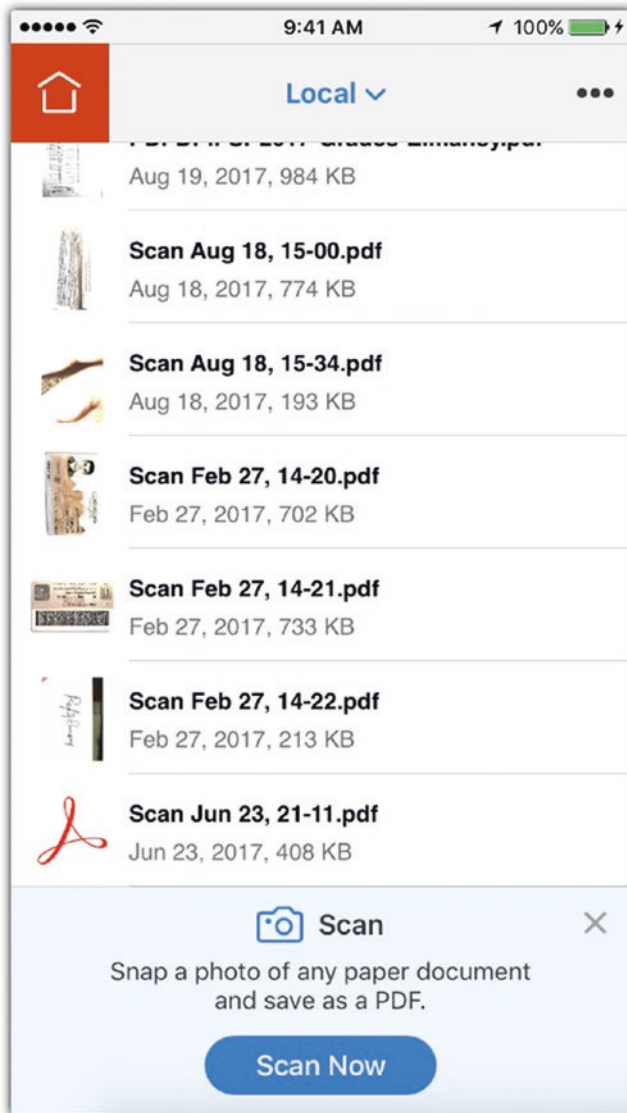 9:41 AM
100%
Local
Aug 19, 2017, 984 KB
Scan Aug 18, 15-00.pdf
Aug 18, 2017, 774 KB
Scan Aug 18, 15-34.pdf
Aug 18, 2017, 193 KB
Scan Feb 27, 14-20.pdf
Feb 27, 2017, 702 KB
Scan Feb 27, 14-21.pdf
Feb 27, 2017, 733 KB
Scan Feb 27, 14-22.pdf
Feb 27, 2017, 213 KB
Scan Jun 23, 21-11.pdf
Jun 23, 2017, 408 KB
Scan
Snap a photo of any paper document
and save as a PDF.
Scan Now